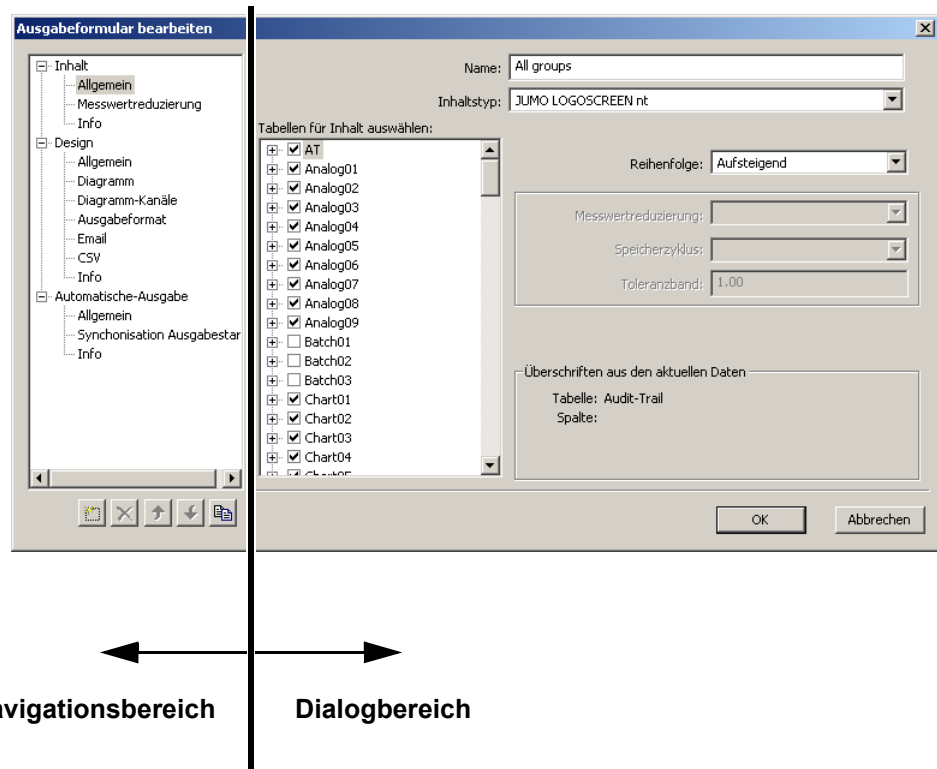 Ausgabeformular bearbeiten
Inhalt
Allgemein
Messwertreduzierung
Info
Design
Allgemein
Diagramm
Diagramm-Kanäle
Ausgabeformat
Email
CSV
Info
Automatische-Ausgabe
Allgemein
Synchonisation Ausgabestar
Info
Name: All groups
Inhaltstyp: JUMO LOGOSCREEN nt
Tabellen für Inhalt auswählen:
AT
Analog01
Analog02
Analog03
Analog04
Analog05
Analog06
Analog07
Analog08
Analog09
Batch01
Batch02
Batch03
Chart01
Chart02
Chart03
Chart04
Chart05
Reihenfolge: Aufsteigend
Messwertreduzierung:
Speicherzyklus:
Toleranzband: 1.00
Überschriften aus den aktuellen Daten
Tabelle: Audit-Trail
Spalte:
OK Abbrechen
avigationsbereich Dialogbereich